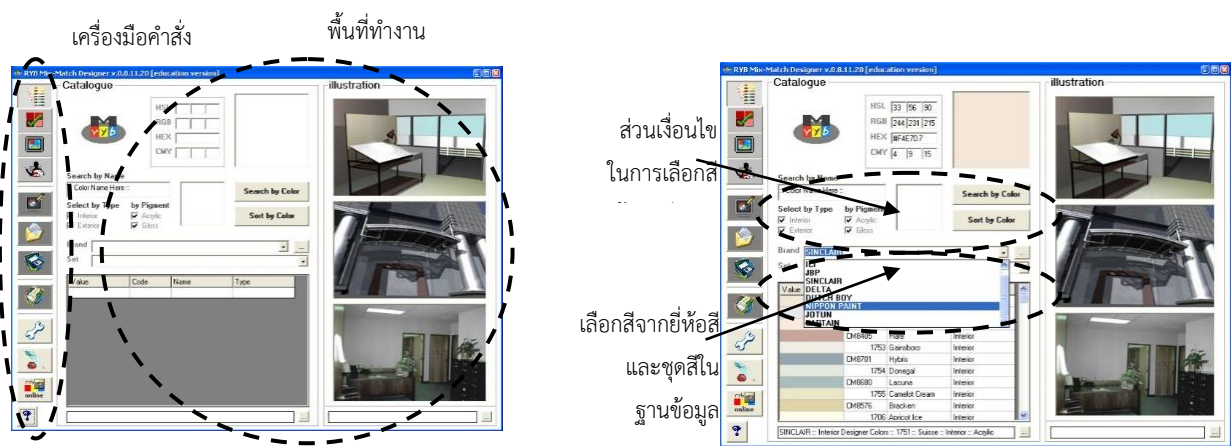 เครื่องมือคำสั่ง
พื้นที่ทำงาน
RYB Mix-Match Designer v.0.8.11.20 [education version]
Catalogue
illustration
HSL
RGB
HEX
CMY
Search by Name
Color Name Here ::
Search by Color
Select by Type by Pigment
Interior Acrylic
Exterior Gloss
Sort by Color
Brand
Set
Value Code Name Type
online
RYB Mix-Match Designer v.0.8.11.20 [education version]
Catalogue
illustration
HSL 33 56 90
RGB 244 231 215
HEX #F4E7D7
CMY 4 9 15
ส่วนเงื่อนไข
ในการเลือกสี
Search by Name
Color Name Here ::
Search by Color
Select by Type by Pigment
Interior Acrylic
Exterior Gloss
Sort by Color
Brand SINCLAIR
ICI
JBP
SINCLAIR
Value DELTA
DUTCH BOY
NIPPON PAINT
JOTUN
CAPTAIN
เลือกสีจากยี่ห้อสี
และชุดสีใน
ฐานข้อมูล
CM8405 Interior
1753 Gainsboro Interior
CM8701 Hybris Interior
1754 Donegal Interior
CM8680 Lacuna Interior
1755 Camelot Cream Interior
CM8576 Bracken Interior
1706 Apricot Ice Interior
online
SINCLAIR :: Interior Designer Colors :: 1751 :: Suisse :: Interior :: Acrylic